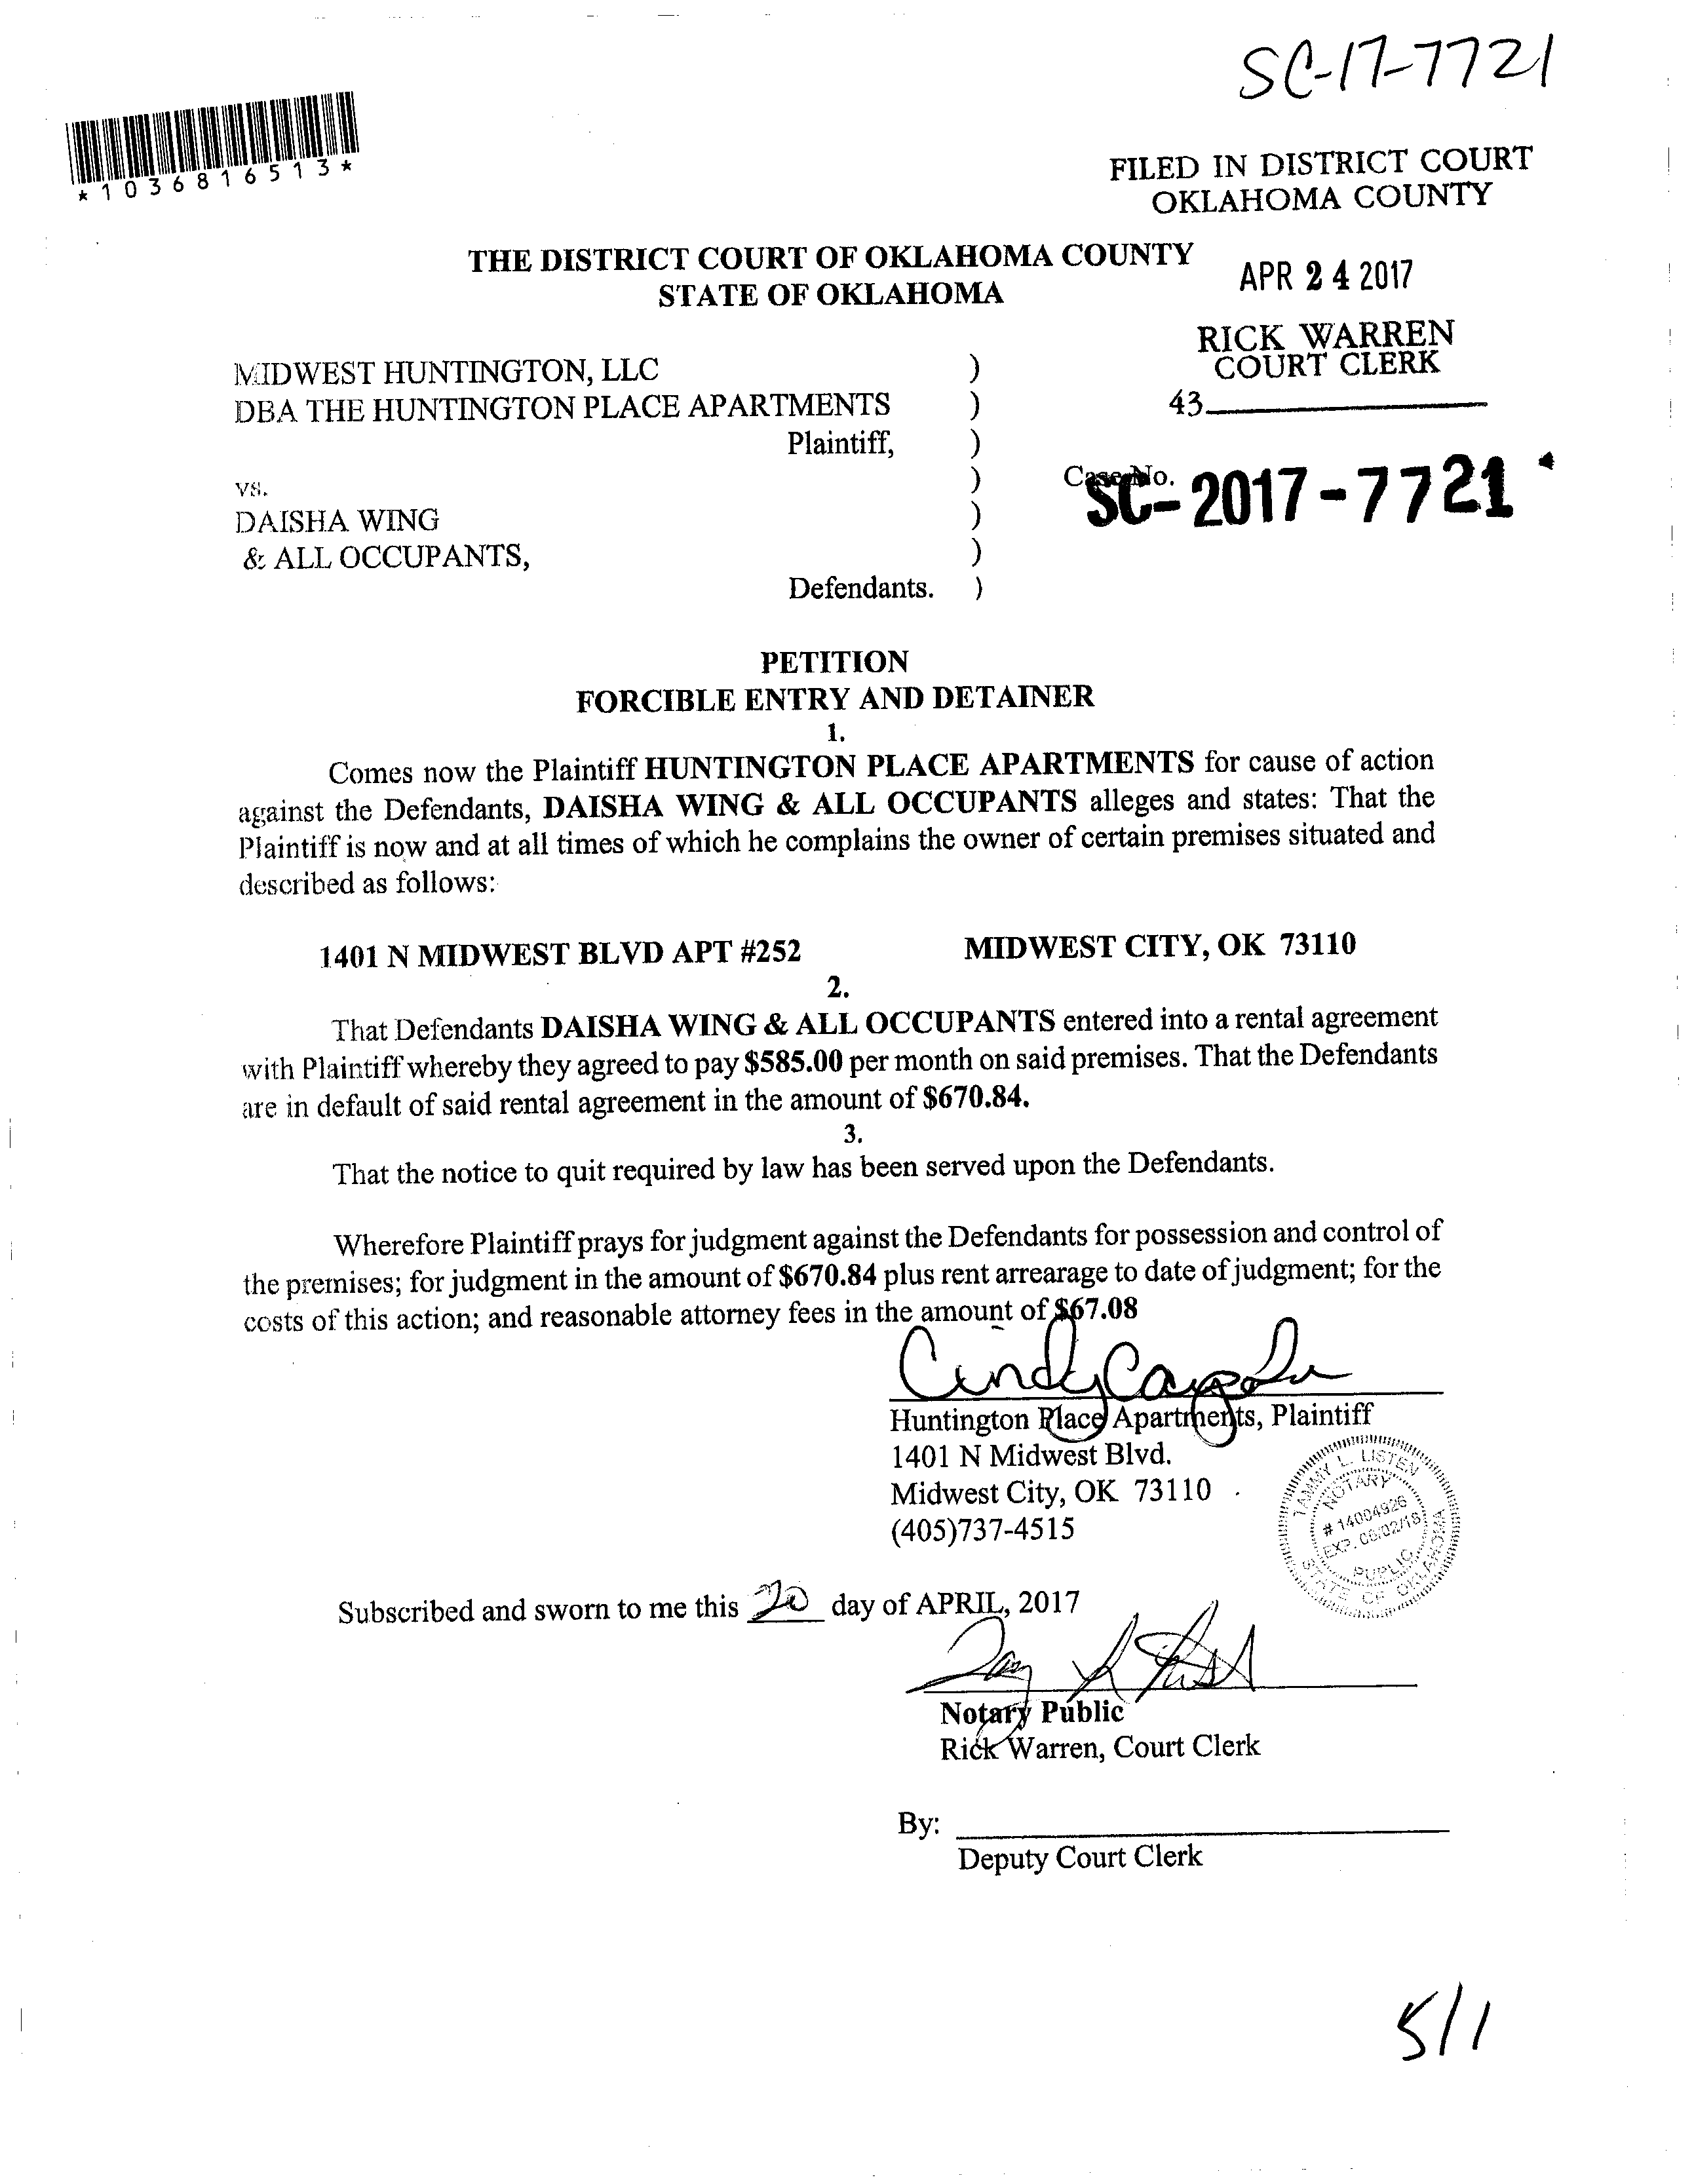 SC-17-7721
*1036816513*
FILED IN DISTRICT COURT
OKLAHOMA COUNTY
THE DISTRICT COURT OF OKLAHOMA COUNTY
STATE OF OKLAHOMA
APR 24 2017
RICK WARREN
COURT CLERK
43
MIDWEST HUNTINGTON, LLC )
DBA THE HUNTINGTON PLACE APARTMENTS )
Plaintiff, )
)
vs.
Case No.
SC-2017-7721
DAISHA WING )
& ALL OCCUPANTS, )
Defendants. )
PETITION
FORCIBLE ENTRY AND DETAINER
1.
Comes now the Plaintiff HUNTINGTON PLACE APARTMENTS for cause of action
against the Defendants, DAISHA WING & ALL OCCUPANTS alleges and states: That the
Plaintiff is now and at all times of which he complains the owner of certain premises situated and
described as follows:
1401 N MIDWEST BLVD APT #252 MIDWEST CITY, OK 73110
2.
That Defendants DAISHA WING & ALL OCCUPANTS entered into a rental agreement
with Plaintiff whereby they agreed to pay $585.00 per month on said premises. That the Defendants
are in default of said rental agreement in the amount of $670.84.
3.
That the notice to quit required by law has been served upon the Defendants.
Wherefore Plaintiff prays for judgment against the Defendants for possession and control of
the premises; for judgment in the amount of $670.84 plus rent arrearage to date of judgment; for the
costs of this action; and reasonable attorney fees in the amount of $67.08
Cindy
Huntington Place Apartments, Plaintiff
1401 N Midwest Blvd.
Midwest City, OK 73110
(405)737-4515
TAMMY L. LISTEN
NOTARY
# 14004926
EXP. 06/02/18
PUBLIC
STATE OF OKLAHOMA
Subscribed and sworn to me this 20 day of APRIL, 2017
Notary Public
Rick Warren, Court Clerk
By:
Deputy Court Clerk
5/1